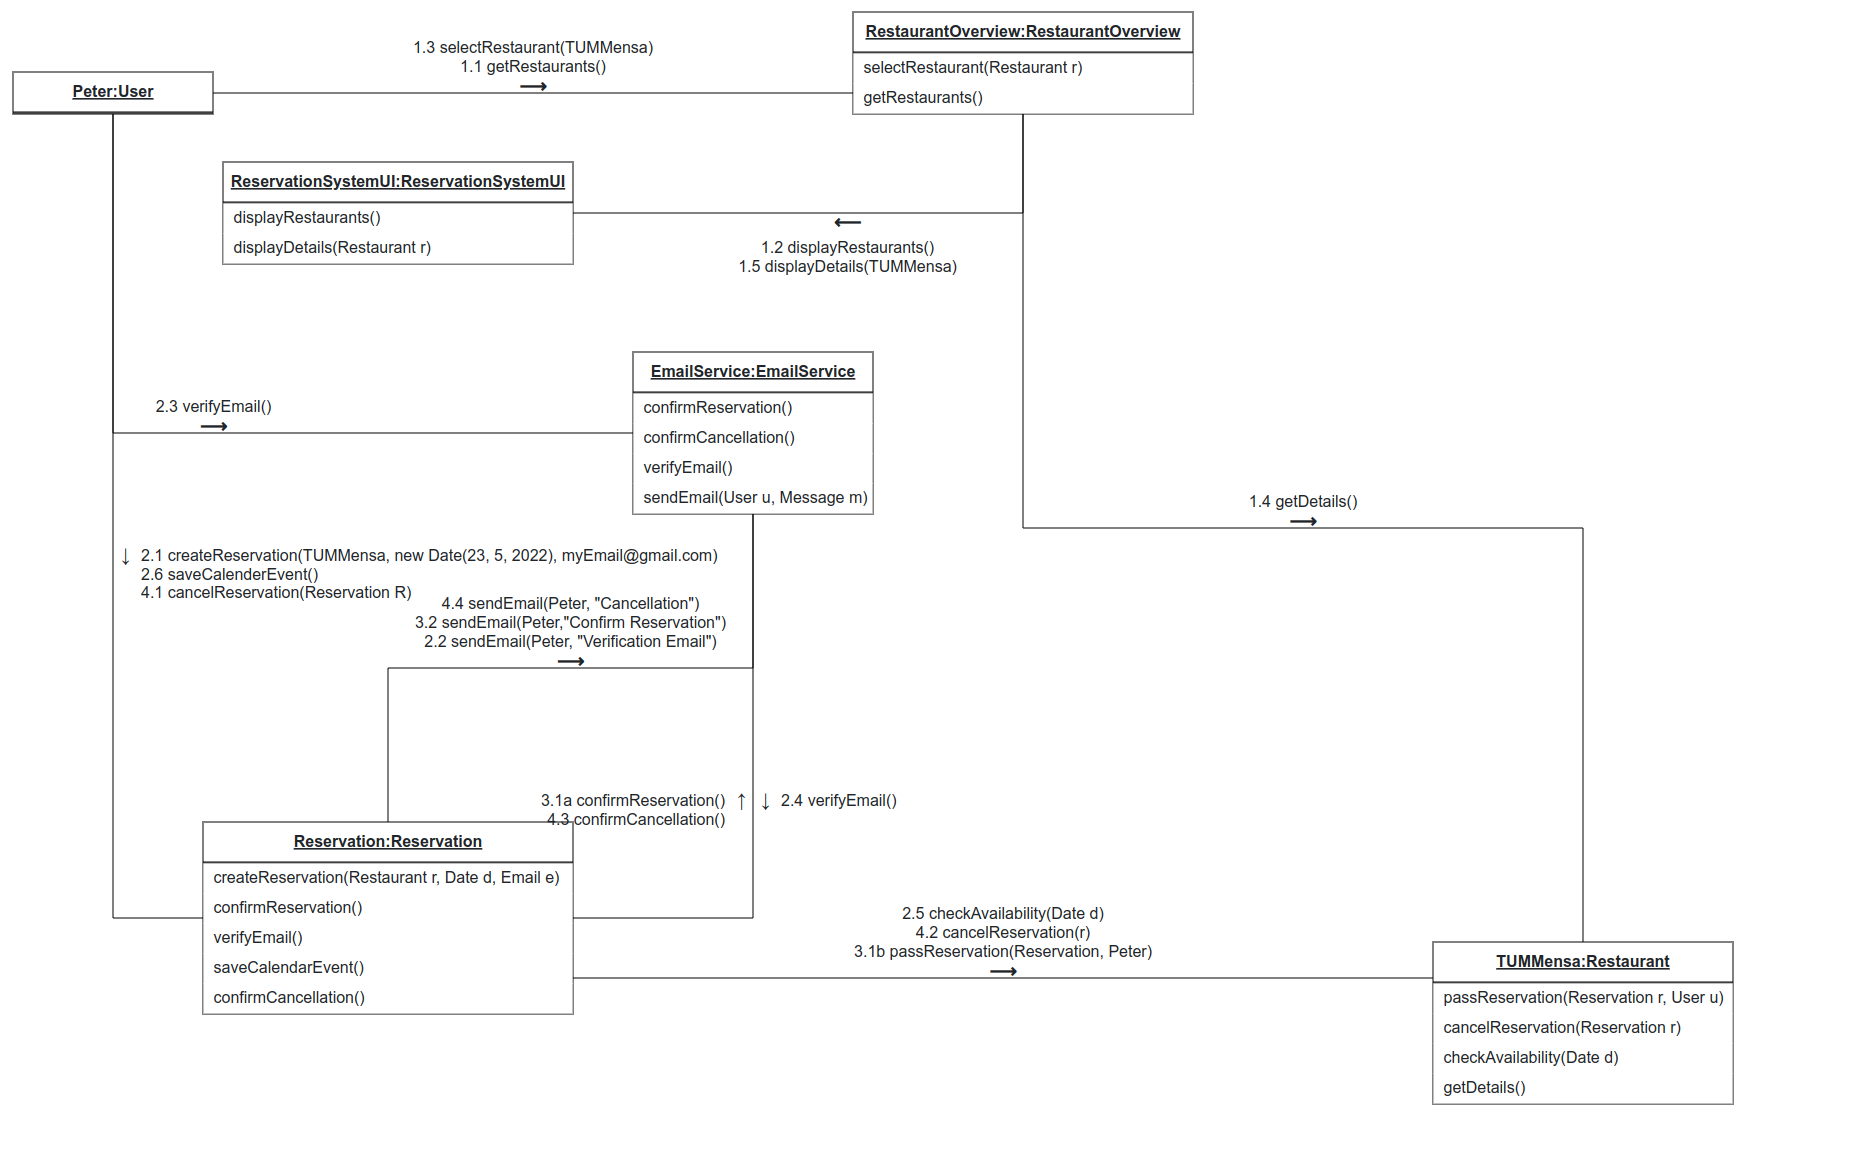 RestaurantOverview:RestaurantOverview
selectRestaurant(Restaurant r)
getRestaurants()
1.3 selectRestaurant(TUMMensa)
1.1 getRestaurants()
Peter:User
ReservationSystemUI:ReservationSystemUI
displayRestaurants()
displayDetails(Restaurant r)
1.2 displayRestaurants()
1.5 displayDetails(TUMMensa)
EmailService:EmailService
confirmReservation()
confirmCancellation()
verifyEmail()
sendEmail(User u, Message m)
2.3 verifyEmail()
1.4 getDetails()
2.1 createReservation(TUMMensa, new Date(23, 5, 2022), myEmail@gmail.com)
2.6 saveCalenderEvent()
4.1 cancelReservation(Reservation R)
4.4 sendEmail(Peter, "Cancellation")
3.2 sendEmail(Peter,"Confirm Reservation")
2.2 sendEmail(Peter, "Verification Email")
3.1a confirmReservation()
4.3 confirmCancellation()
2.4 verifyEmail()
Reservation:Reservation
createReservation(Restaurant r, Date d, Email e)
confirmReservation()
verifyEmail()
saveCalendarEvent()
confirmCancellation()
2.5 checkAvailability(Date d)
4.2 cancelReservation(r)
3.1b passReservation(Reservation, Peter)
TUMMensa:Restaurant
passReservation(Reservation r, User u)
cancelReservation(Reservation r)
checkAvailability(Date d)
getDetails()